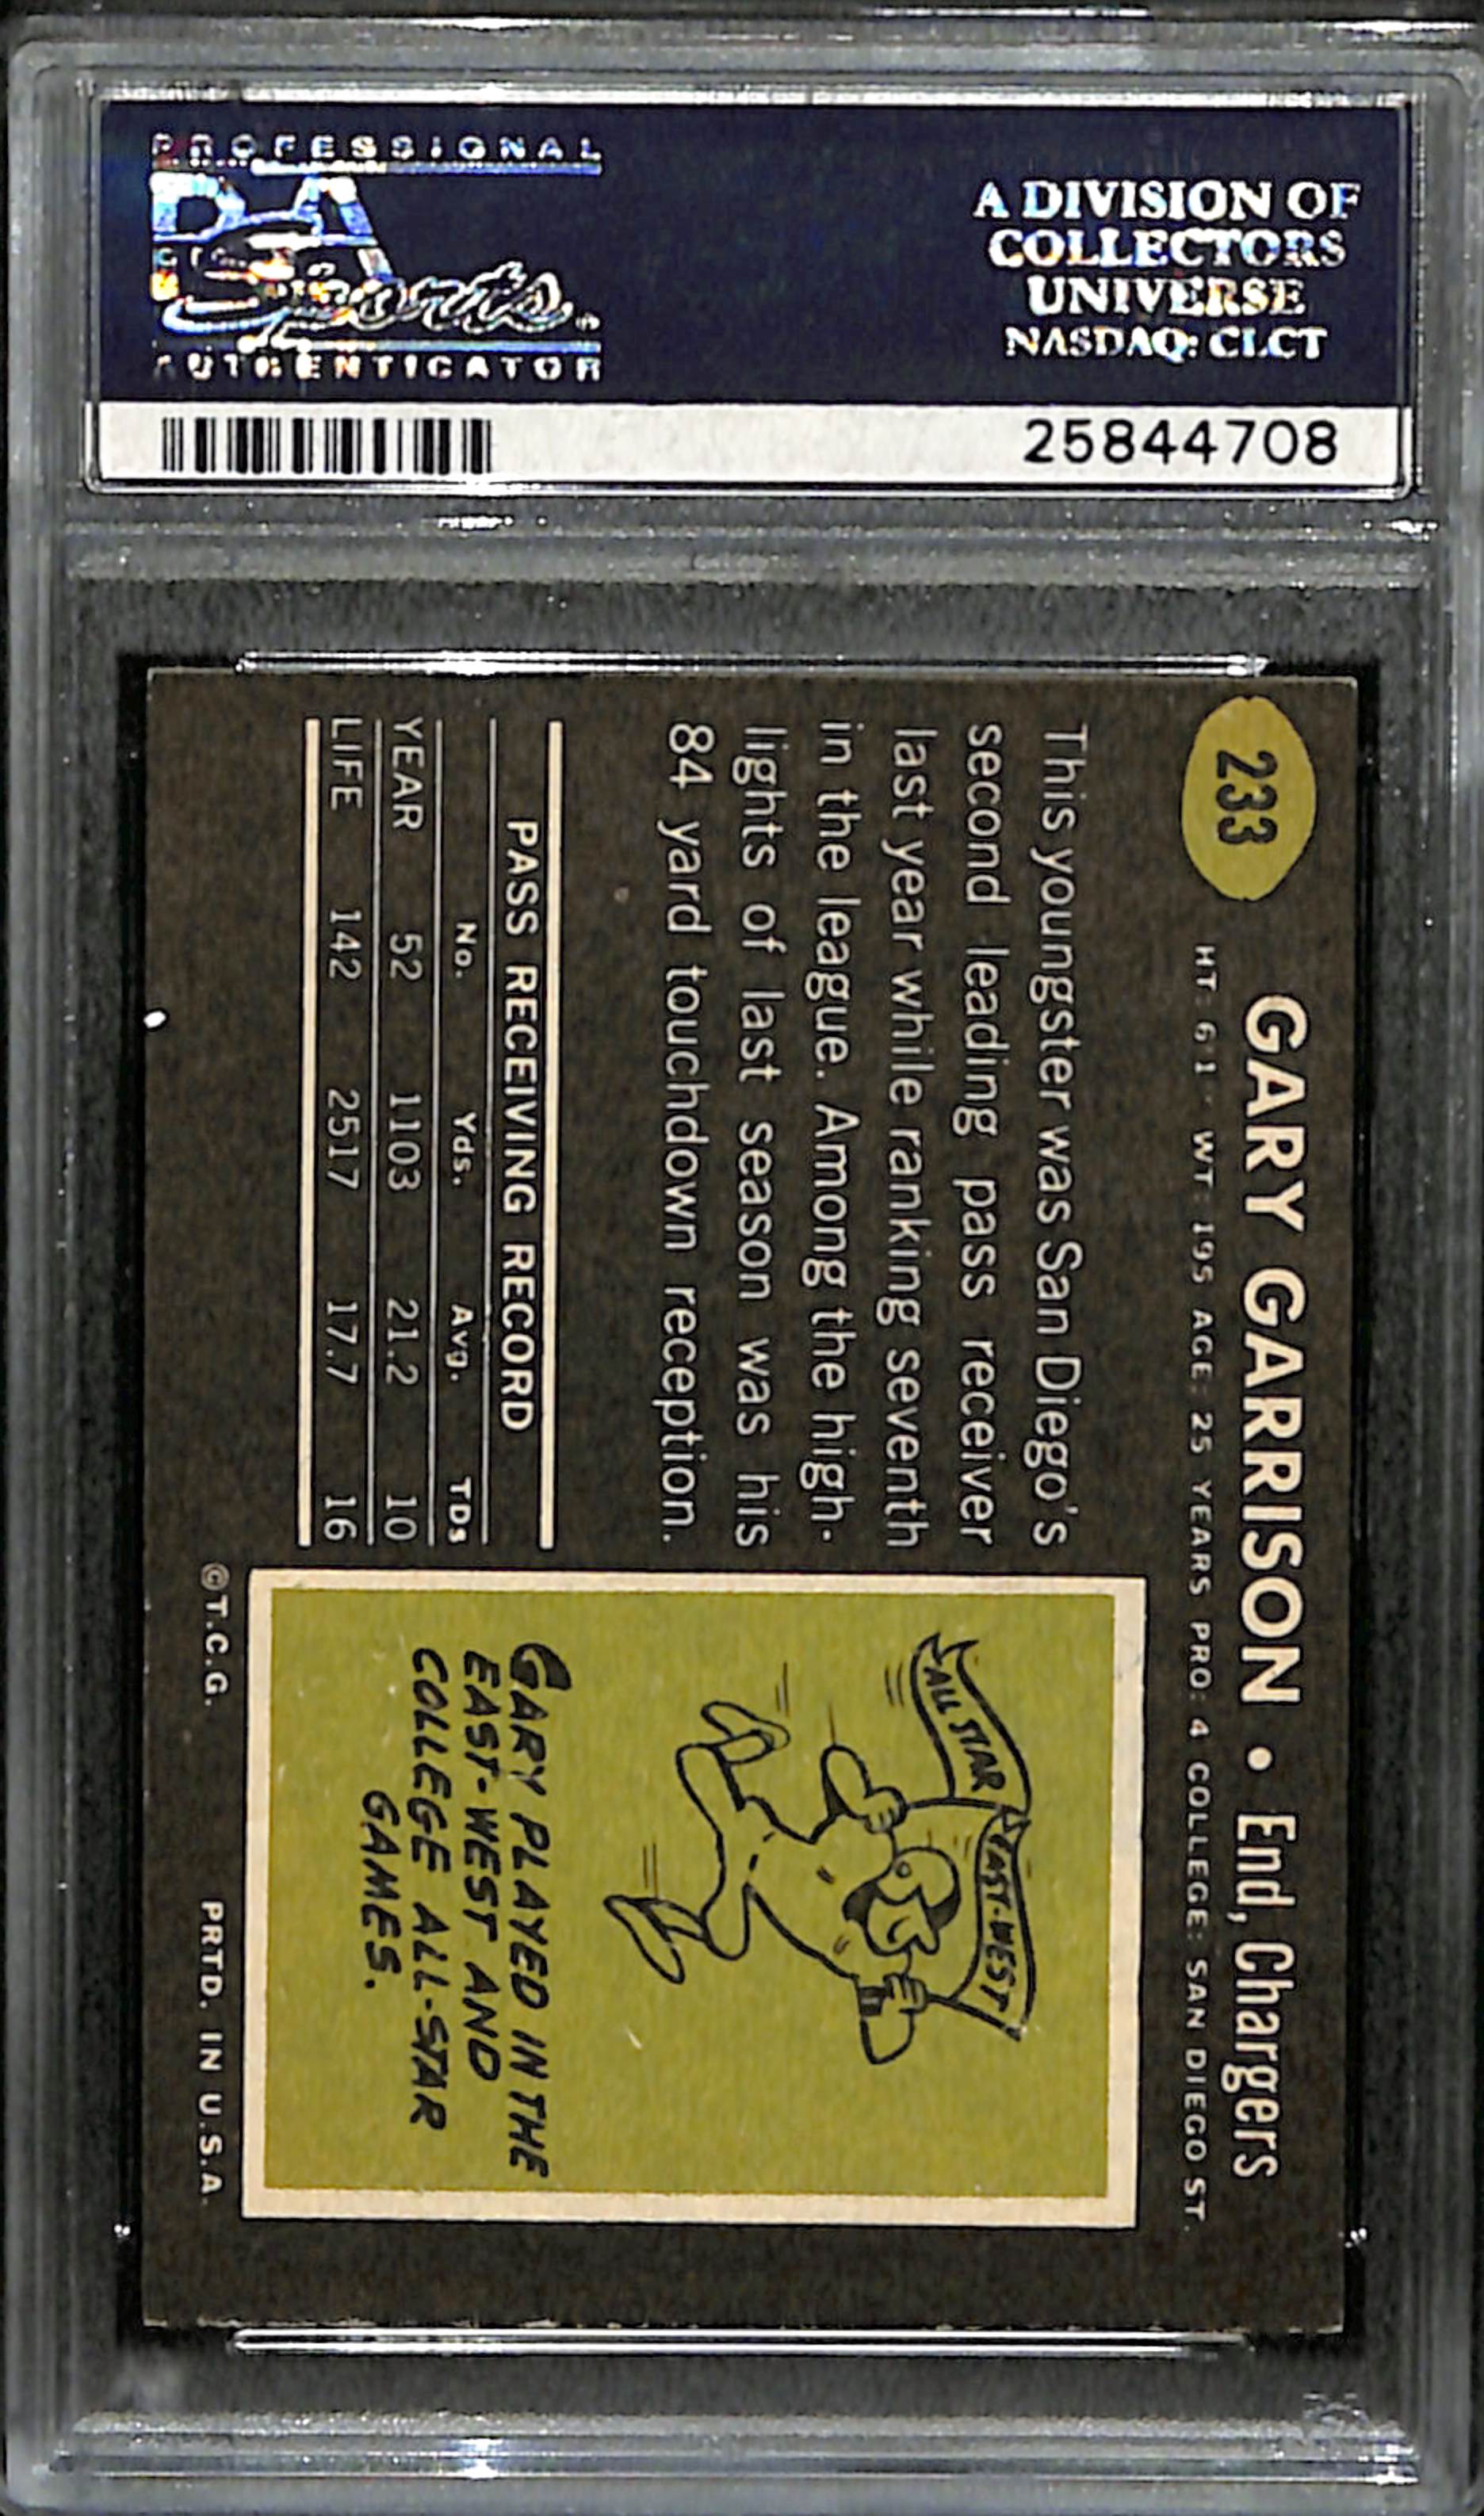 PROFESSIONAL
PSA
Sports
AUTHENTICATOR
A DIVISION OF
COLLECTORS
UNIVERSE
NASDAQ: CLCT
25844708
233
GARY GARRISON • End, Chargers
HT: 6'1" WT: 195 AGE: 25 YEARS PRO: 4 COLLEGE: SAN DIEGO ST.
This youngster was San Diego's
second leading pass receiver
last year while ranking seventh
in the league. Among the high-
lights of last season was his
84 yard touchdown reception.
PASS RECEIVING RECORD
No. Yds. Avg. TDs
YEAR 52 1103 21.2 10
LIFE 142 2517 17.7 16
ALL STAR
EAST-WEST
GARY PLAYED IN THE
EAST-WEST AND
COLLEGE ALL-STAR
GAMES.
©T.C.G. PRTD. IN U.S.A.